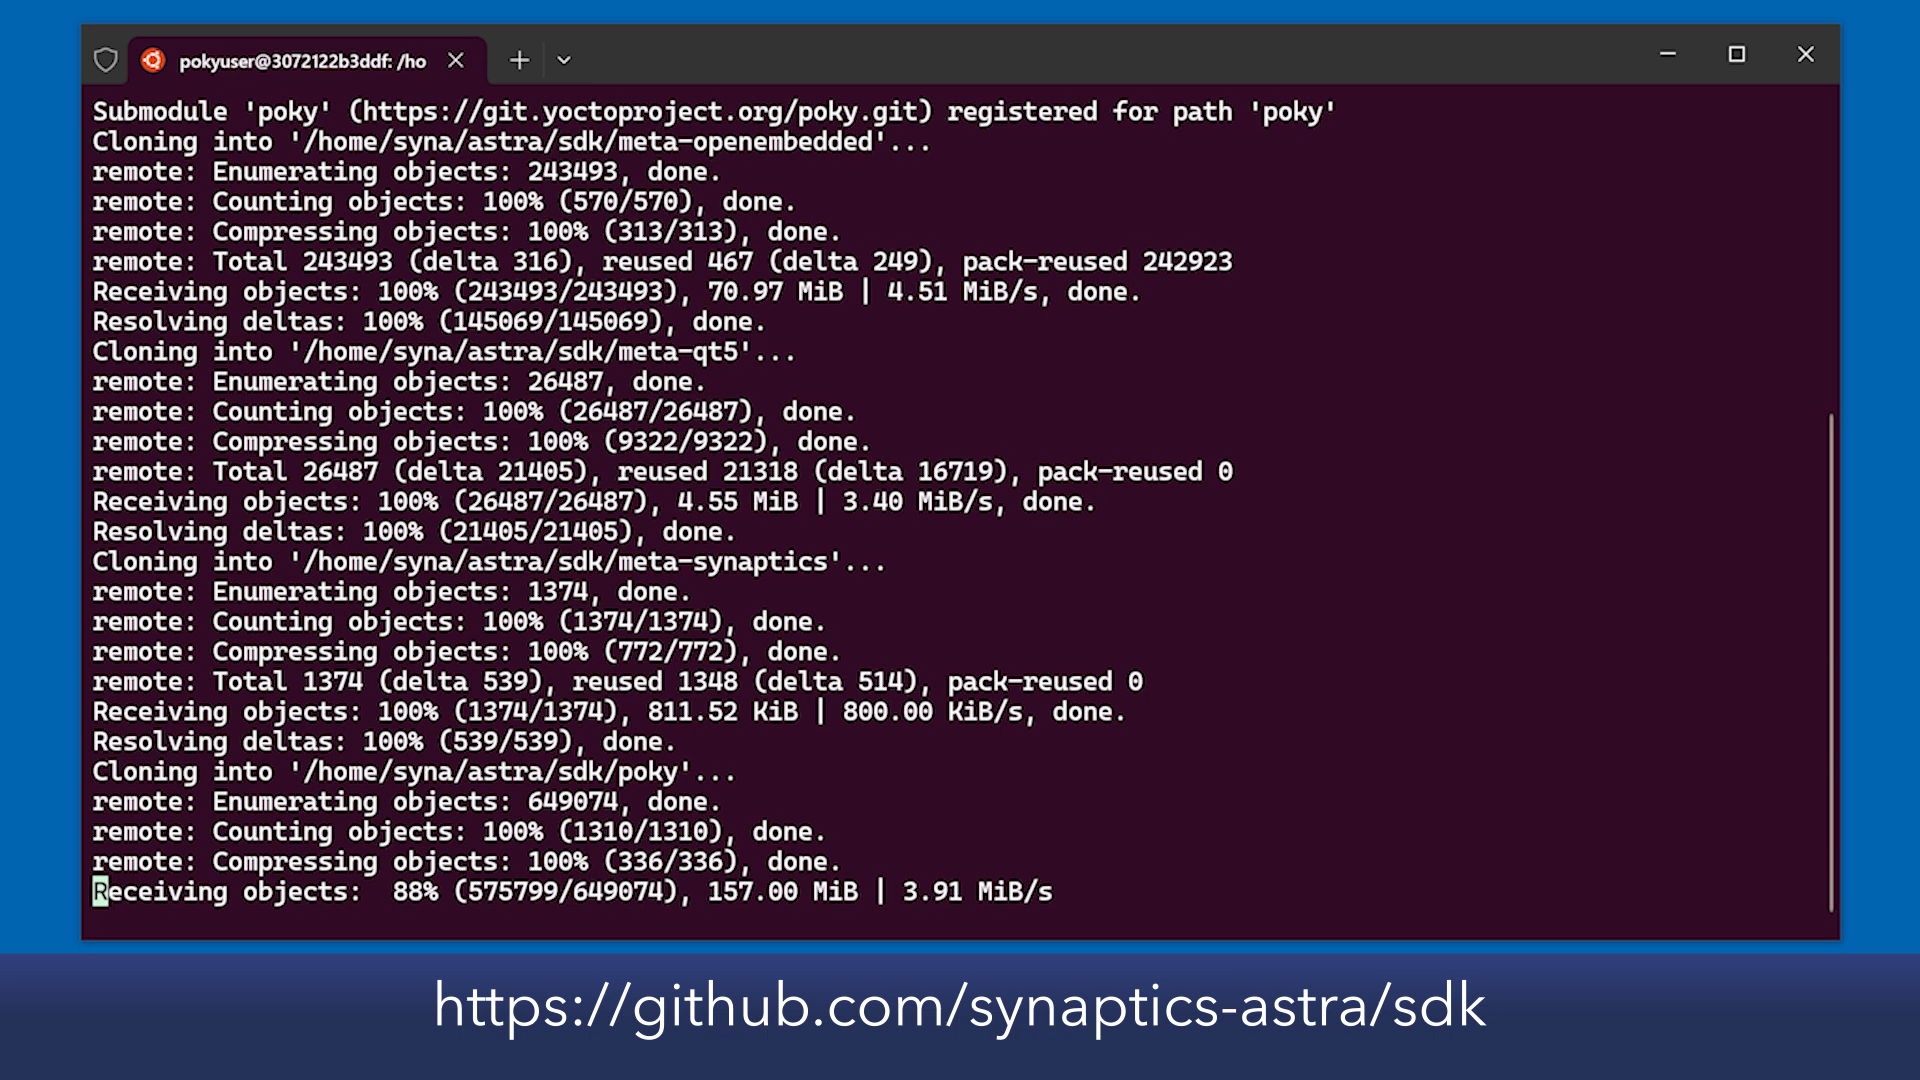 pokyuser@3072122b3ddf: /ho
Submodule 'poky' (https://git.yoctoproject.org/poky.git) registered for path 'poky'
Cloning into '/home/syna/astra/sdk/meta-openembedded'...
remote: Enumerating objects: 243493, done.
remote: Counting objects: 100% (570/570), done.
remote: Compressing objects: 100% (313/313), done.
remote: Total 243493 (delta 316), reused 467 (delta 249), pack-reused 242923
Receiving objects: 100% (243493/243493), 70.97 MiB | 4.51 MiB/s, done.
Resolving deltas: 100% (145069/145069), done.
Cloning into '/home/syna/astra/sdk/meta-qt5'...
remote: Enumerating objects: 26487, done.
remote: Counting objects: 100% (26487/26487), done.
remote: Compressing objects: 100% (9322/9322), done.
remote: Total 26487 (delta 21405), reused 21318 (delta 16719), pack-reused 0
Receiving objects: 100% (26487/26487), 4.55 MiB | 3.40 MiB/s, done.
Resolving deltas: 100% (21405/21405), done.
Cloning into '/home/syna/astra/sdk/meta-synaptics'...
remote: Enumerating objects: 1374, done.
remote: Counting objects: 100% (1374/1374), done.
remote: Compressing objects: 100% (772/772), done.
remote: Total 1374 (delta 539), reused 1348 (delta 514), pack-reused 0
Receiving objects: 100% (1374/1374), 811.52 KiB | 800.00 KiB/s, done.
Resolving deltas: 100% (539/539), done.
Cloning into '/home/syna/astra/sdk/poky'...
remote: Enumerating objects: 649074, done.
remote: Counting objects: 100% (1310/1310), done.
remote: Compressing objects: 100% (336/336), done.
Receiving objects:  88% (575799/649074), 157.00 MiB | 3.91 MiB/s
https://github.com/synaptics-astra/sdk